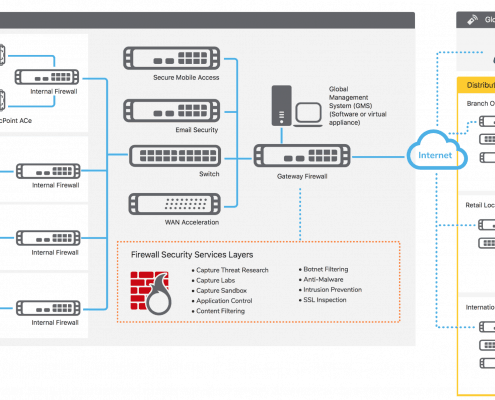 Internal Firewall
Point ACe
Internal Firewall
Internal Firewall
Internal Firewall
Secure Mobile Access
Email Security
Switch
WAN Acceleration
Global
Management
System (GMS)
(Software or virtual
appliance)
Gateway Firewall
Internet
Firewall Security Services Layers
• Capture Threat Research
• Capture Labs
• Capture Sandbox
• Application Control
• Content Filtering
• Botnet Filtering
• Anti-Malware
• Intrusion Prevention
• SSL Inspection
Glo
Distribut
Branch O
Retail Loc
Internatio